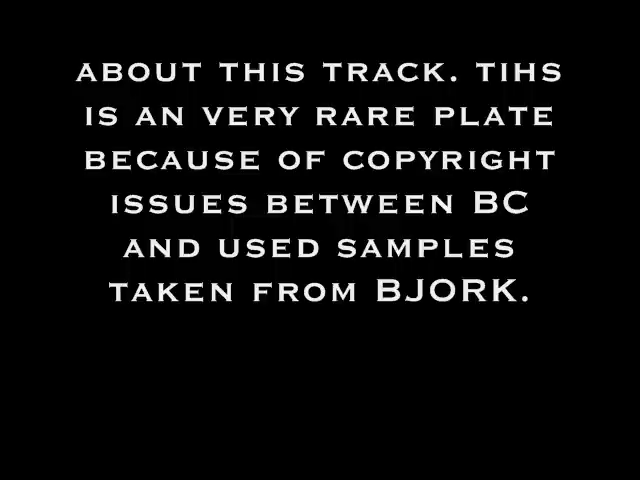 ABOUT THIS TRACK. TIHS
IS AN VERY RARE PLATE
BECAUSE OF COPYRIGHT
ISSUES BETWEEN BC
AND USED SAMPLES
TAKEN FROM BJORK.